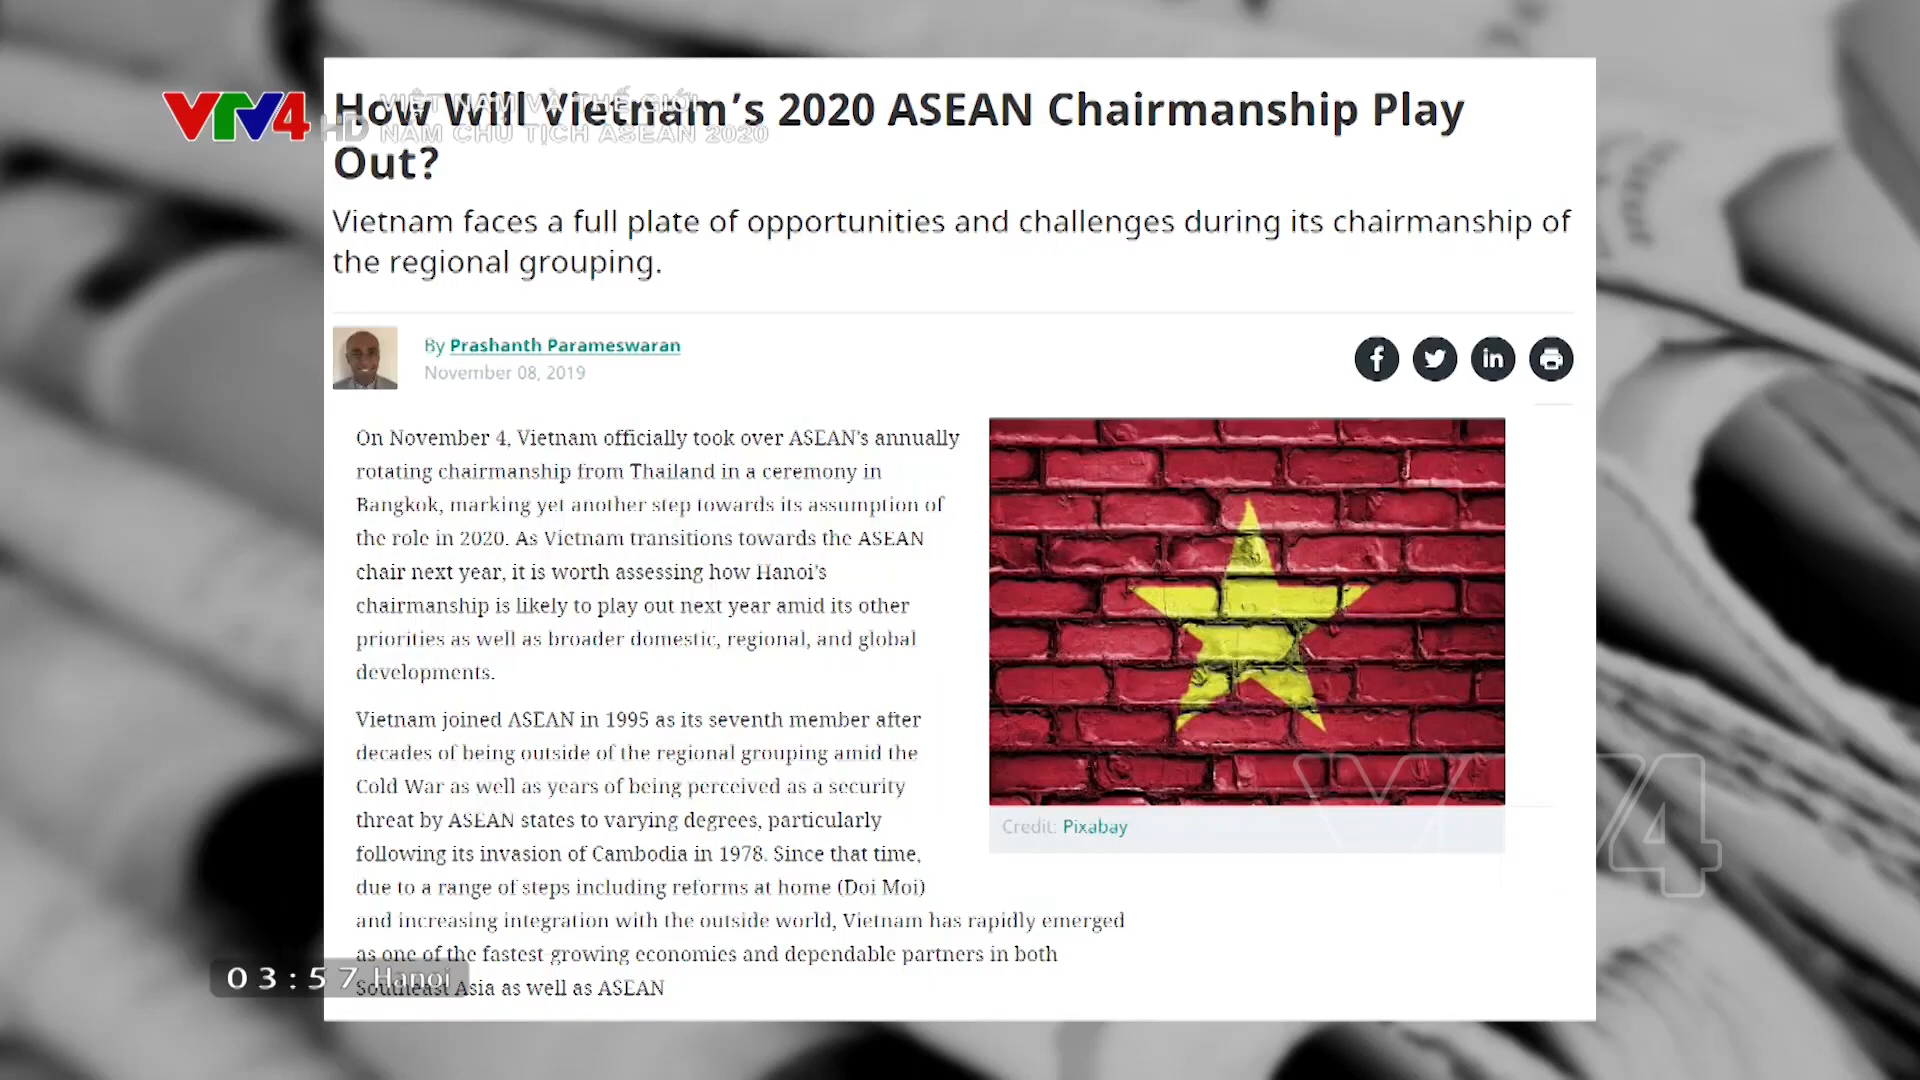 VTV4 HD
VIỆT NAM VÀ THẾ GIỚI
NĂM CHỦ TỊCH ASEAN 2020
How Will Vietnam’s 2020 ASEAN Chairmanship Play
Out?
Vietnam faces a full plate of opportunities and challenges during its chairmanship of
the regional grouping.
By Prashanth Parameswaran
November 08, 2019
On November 4, Vietnam officially took over ASEAN’s annually
rotating chairmanship from Thailand in a ceremony in
Bangkok, marking yet another step towards its assumption of
the role in 2020. As Vietnam transitions towards the ASEAN
chair next year, it is worth assessing how Hanoi’s
chairmanship is likely to play out next year amid its other
priorities as well as broader domestic, regional, and global
developments.
Vietnam joined ASEAN in 1995 as its seventh member after
decades of being outside of the regional grouping amid the
Cold War as well as years of being perceived as a security
threat by ASEAN states to varying degrees, particularly
following its invasion of Cambodia in 1978. Since that time,
due to a range of steps including reforms at home (Doi Moi)
and increasing integration with the outside world, Vietnam has rapidly emerged
as one of the fastest growing economies and dependable partners in both
Southeast Asia as well as ASEAN
Credit: Pixabay
VTV4
03:57 Hanoi